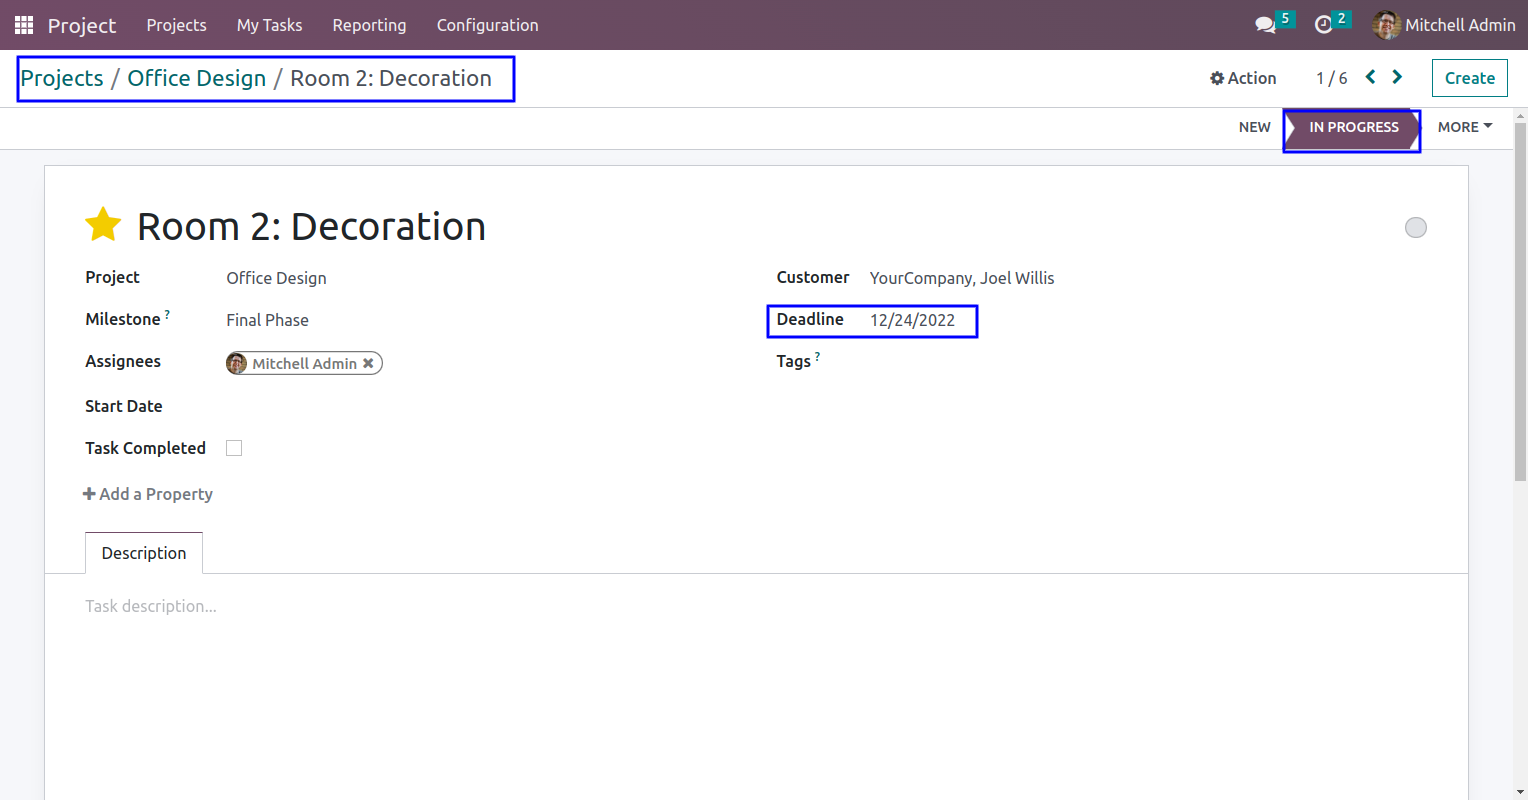 Project Projects My Tasks Reporting Configuration 5 2 Mitchell Admin
Projects / Office Design / Room 2: Decoration Action 1 / 6 Create
NEW IN PROGRESS MORE
Room 2: Decoration
Project Office Design Customer YourCompany, Joel Willis
Milestone ? Final Phase Deadline 12/24/2022
Assignees Mitchell Admin Tags ?
Start Date
Task Completed
Add a Property
Description
Task description...